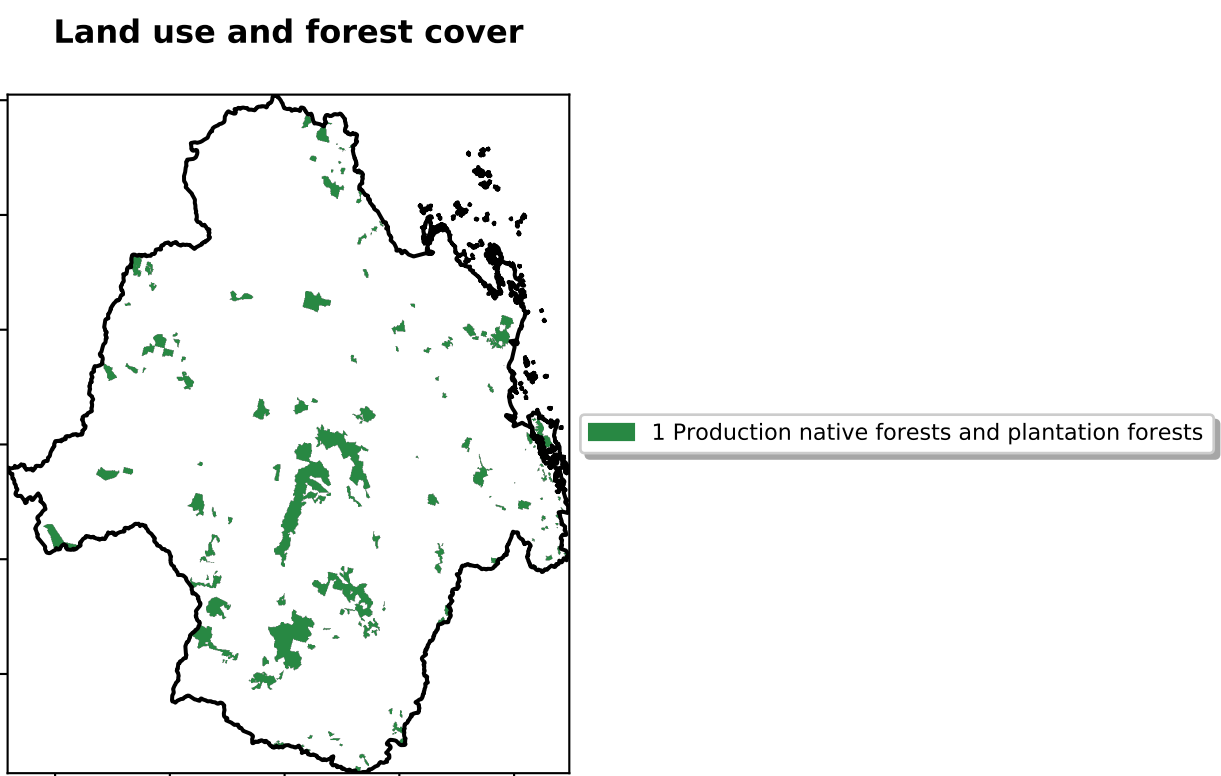 Land use and forest cover
1 Production native forests and plantation forests